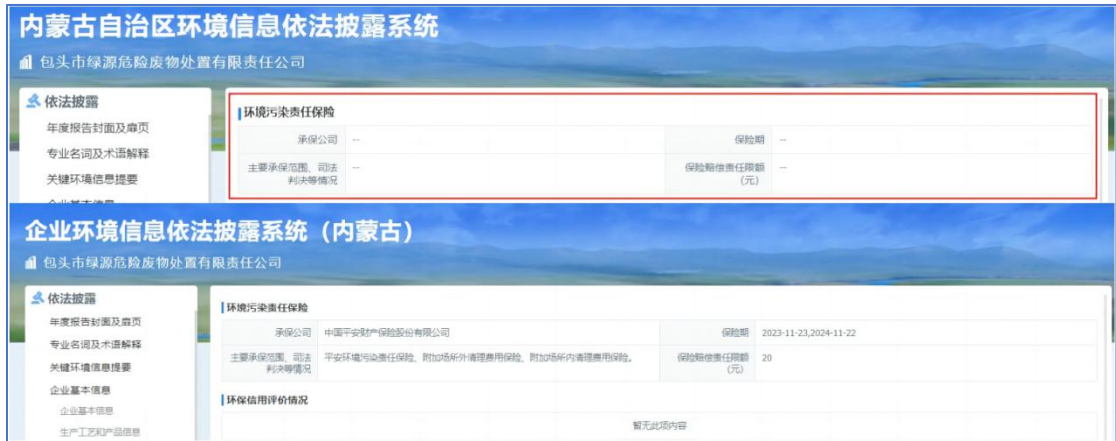 内蒙古自治区环境信息依法披露系统
包头市绿源危险废物处置有限责任公司
依法披露
年度报告封面及扉页
专业名词及术语解释
关键环境信息提要
环境污染责任保险
承保公司 -- 保险期 --
主要承保范围、司法判决等情况 -- 保险赔偿责任限额(元) --
企业环境信息依法披露系统（内蒙古）
包头市绿源危险废物处置有限责任公司
依法披露
年度报告封面及扉页
专业名词及术语解释
关键环境信息提要
企业基本信息
企业基本信息
生产工艺和产品信息
环境污染责任保险
承保公司 中国平安财产保险股份有限公司 保险期 2023-11-23,2024-11-22
主要承保范围、司法判决等情况 平安环境污染责任保险、附加场所外清理费用保险、附加场所内清理费用保险。 保险赔偿责任限额(元) 20
环保信用评价情况
暂无此项内容